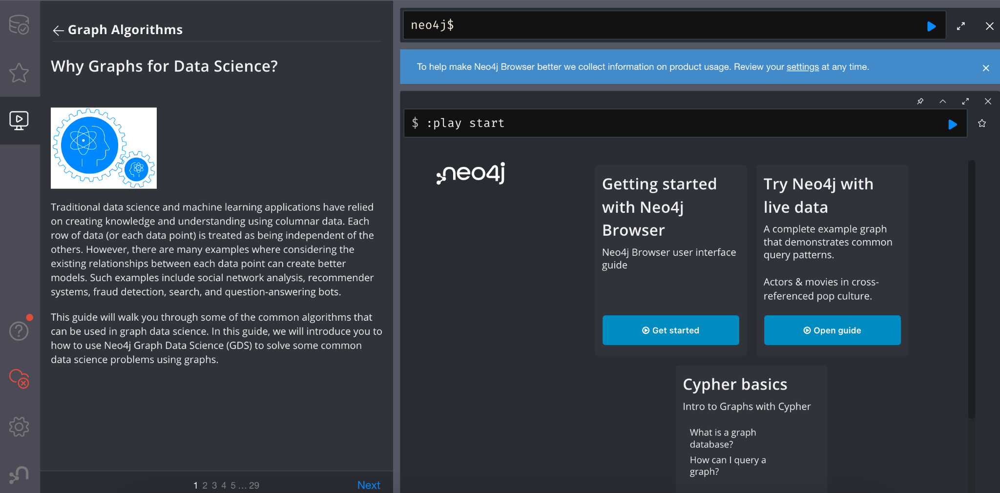 Graph Algorithms
Why Graphs for Data Science?
Traditional data science and machine learning applications have relied
on creating knowledge and understanding using columnar data. Each
row of data (or each data point) is treated as being independent of the
others. However, there are many examples where considering the
existing relationships between each data point can create better
models. Such examples include social network analysis, recommender
systems, fraud detection, search, and question-answering bots.
This guide will walk you through some of the common algorithms that
can be used in graph data science. In this guide, we will introduce you to
how to use Neo4j Graph Data Science (GDS) to solve some common
data science problems using graphs.
1 2 3 4 5 ... 29
Next
neo4j$
To help make Neo4j Browser better we collect information on product usage. Review your settings at any time.
$ :play start
neo4j
Getting started
with Neo4j
Browser
Neo4j Browser user interface
guide
Get started
Try Neo4j with
live data
A complete example graph
that demonstrates common
query patterns.
Actors & movies in cross-
referenced pop culture.
Open guide
Cypher basics
Intro to Graphs with Cypher
What is a graph
database?
How can I query a
graph?